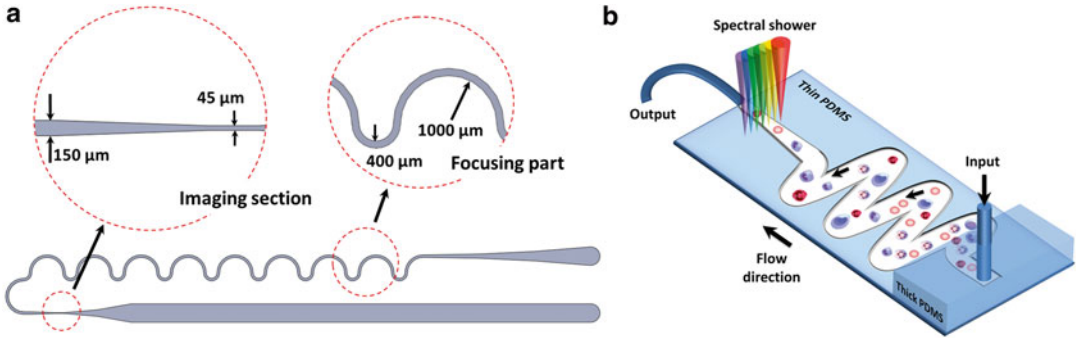 a
150 μm
45 μm
Imaging section
400 μm
1000 μm
Focusing part
b
Spectral shower
Output
Thin PDMS
Input
Flow
direction
Thick PDMS